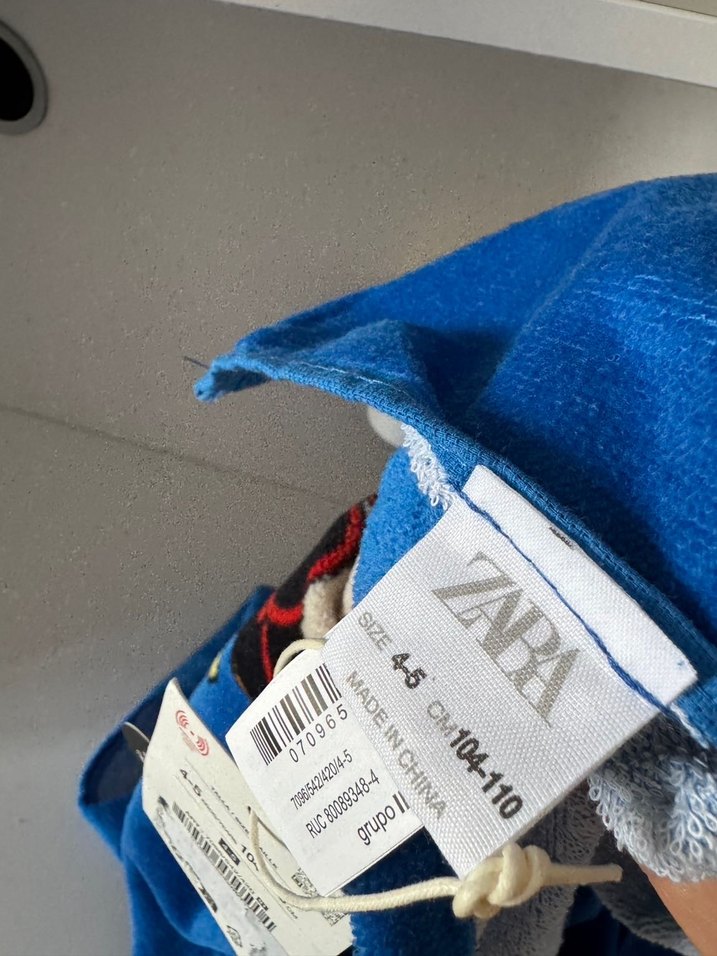 ZARA
SIZE 4-5 CM 104-110
MADE IN CHINA
070965
7096/542/420/4-5
RUC 80089348-4
grupo II
4-5